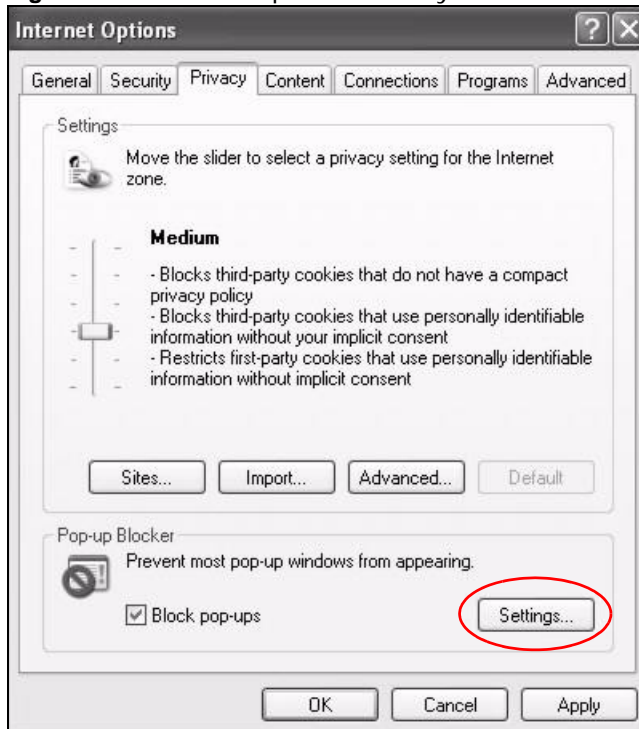 Internet Options
General Security Privacy Content Connections Programs Advanced
Settings
Move the slider to select a privacy setting for the Internet
zone.
Medium
- Blocks third-party cookies that do not have a compact
privacy policy
- Blocks third-party cookies that use personally identifiable
information without your implicit consent
- Restricts first-party cookies that use personally identifiable
information without implicit consent
Sites... Import... Advanced... Default
Pop-up Blocker
Prevent most pop-up windows from appearing.
Block pop-ups Settings...
OK Cancel Apply